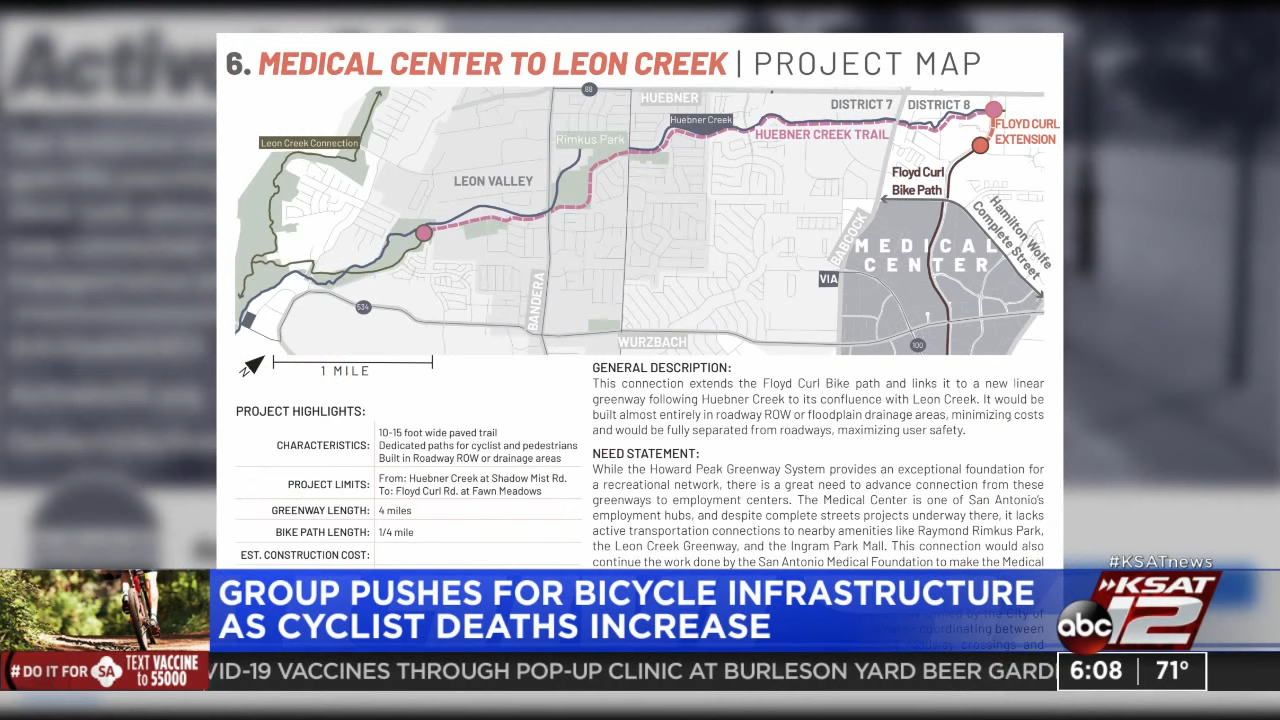 6. MEDICAL CENTER TO LEON CREEK | PROJECT MAP
88
HUEBNER
DISTRICT 7
DISTRICT 8
Huebner Creek
HUEBNER CREEK TRAIL
FLOYD CURL
EXTENSION
Leon Creek Connection
Rimkus Park
LEON VALLEY
Floyd Curl
Bike Path
Hamilton Wolfe
Complete Street
BABCOCK
MEDICAL
CENTER
VIA
BANDERA
534
WURZBACH
100
N
1 MILE
PROJECT HIGHLIGHTS:
CHARACTERISTICS:
10-15 foot wide paved trail
Dedicated paths for cyclist and pedestrians
Built in Roadway ROW or drainage areas
PROJECT LIMITS:
From: Huebner Creek at Shadow Mist Rd.
To: Floyd Curl Rd. at Fawn Meadows
GREENWAY LENGTH: 4 miles
BIKE PATH LENGTH: 1/4 mile
EST. CONSTRUCTION COST:
GENERAL DESCRIPTION:
This connection extends the Floyd Curl Bike path and links it to a new linear
greenway following Huebner Creek to its confluence with Leon Creek. It would be
built almost entirely in roadway ROW or floodplain drainage areas, minimizing costs
and would be fully separated from roadways, maximizing user safety.
NEED STATEMENT:
While the Howard Peak Greenway System provides an exceptional foundation for
a recreational network, there is a great need to advance connection from these
greenways to employment centers. The Medical Center is one of San Antonio's
employment hubs, and despite complete streets projects underway there, it lacks
active transportation connections to nearby amenities like Raymond Rimkus Park,
the Leon Creek Greenway, and the Ingram Park Mall. This connection would also
continue the work done by the San Antonio Medical Foundation to make the Medical
by the City of
coordinating between
crossings and
#KSATnews
GROUP PUSHES FOR BICYCLE INFRASTRUCTURE
AS CYCLIST DEATHS INCREASE
abc
KSAT
12
#DO IT FOR SA
TEXT VACCINE
to 55000
VID-19 VACCINES THROUGH POP-UP CLINIC AT BURLESON YARD BEER GARD
6:08
71°